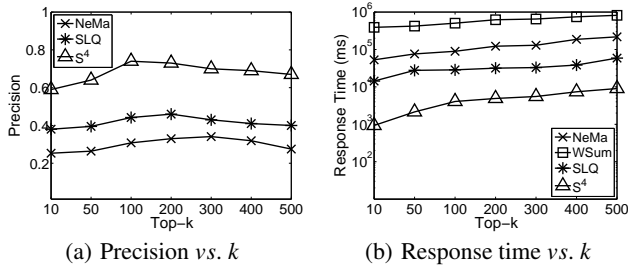 1
0.8
0.6
0.4
0.2
Precision
NeMa
SLQ
S⁴
10 50 100 200 300 400 500
Top−k
(a) Precision vs. k
10⁶
10⁵
10⁴
10³
10²
Response Time (ms)
NeMa
WSum
SLQ
S⁴
10 50 100 200 300 400 500
Top−k
(b) Response time vs. k